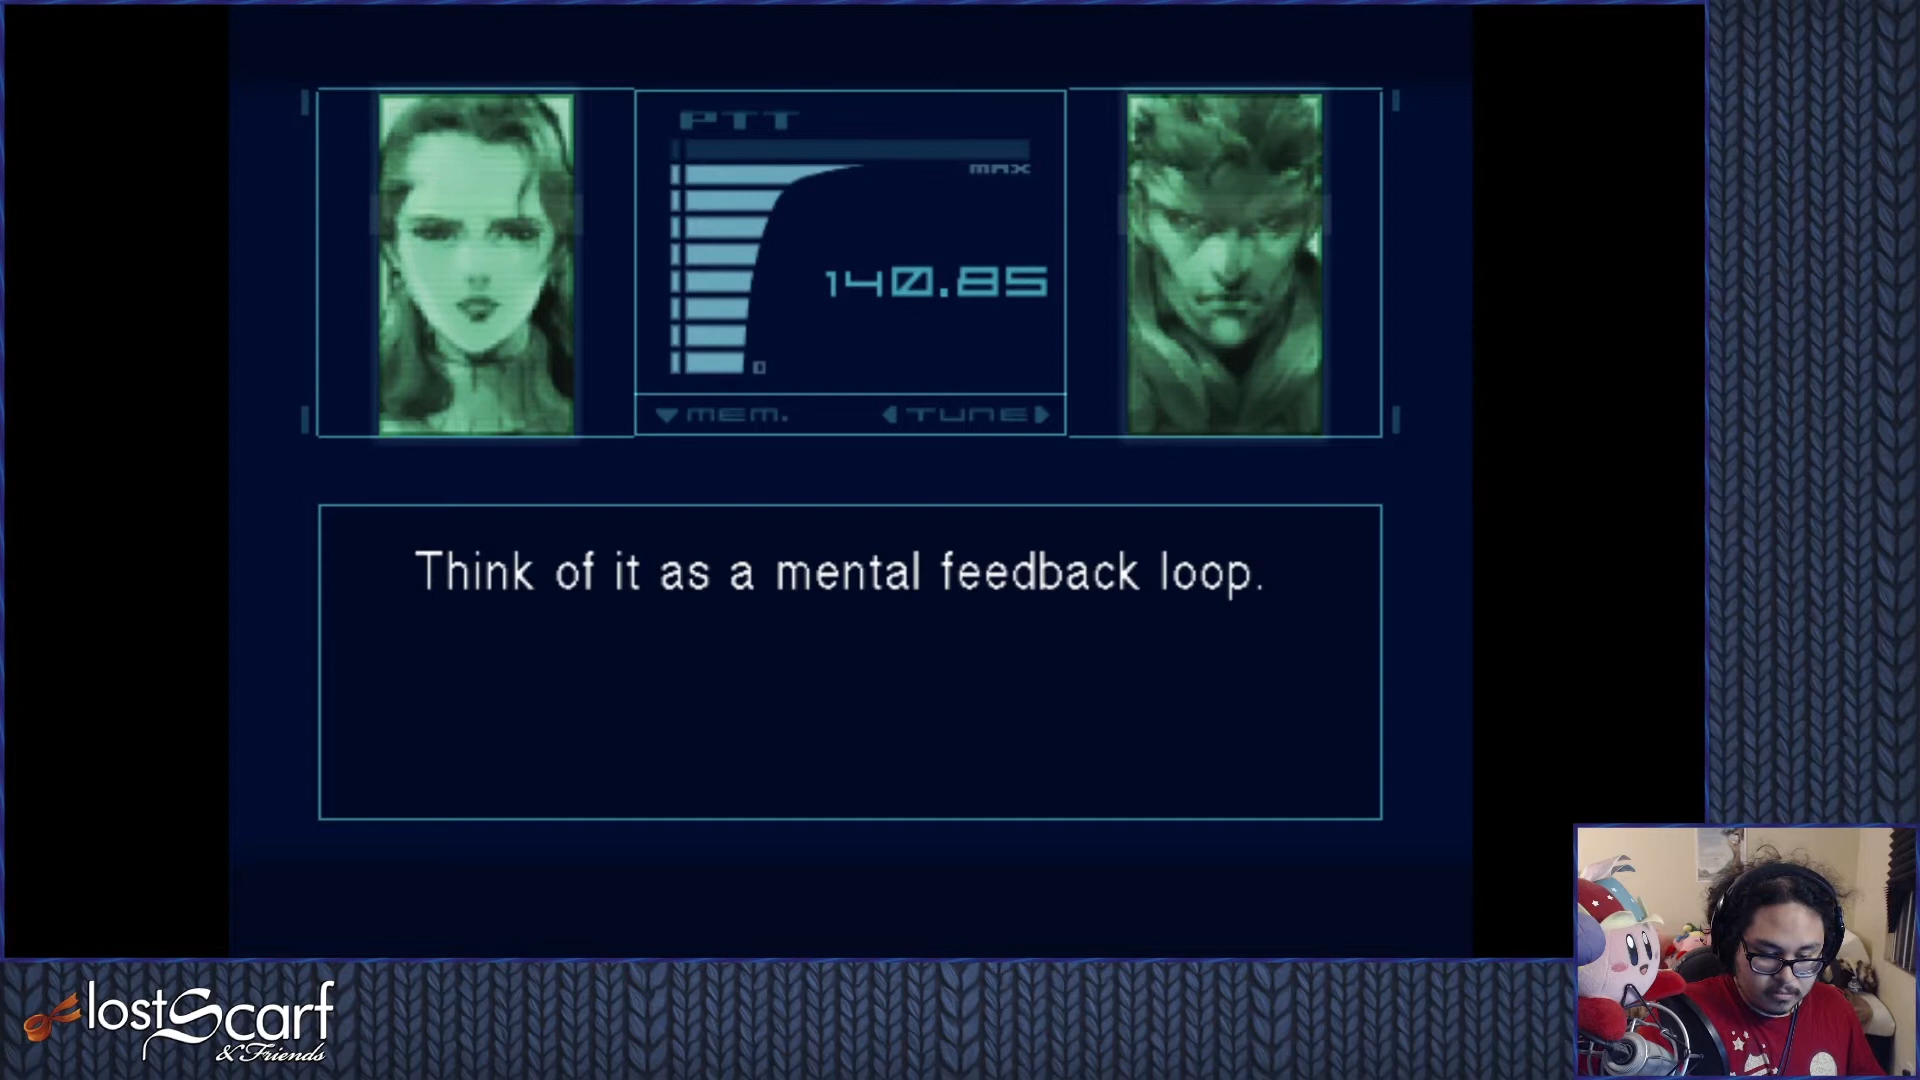 PTT
MAX
140.85
0
MEM.
TUNE
Think of it as a mental feedback loop.
lostScarf
& Friends